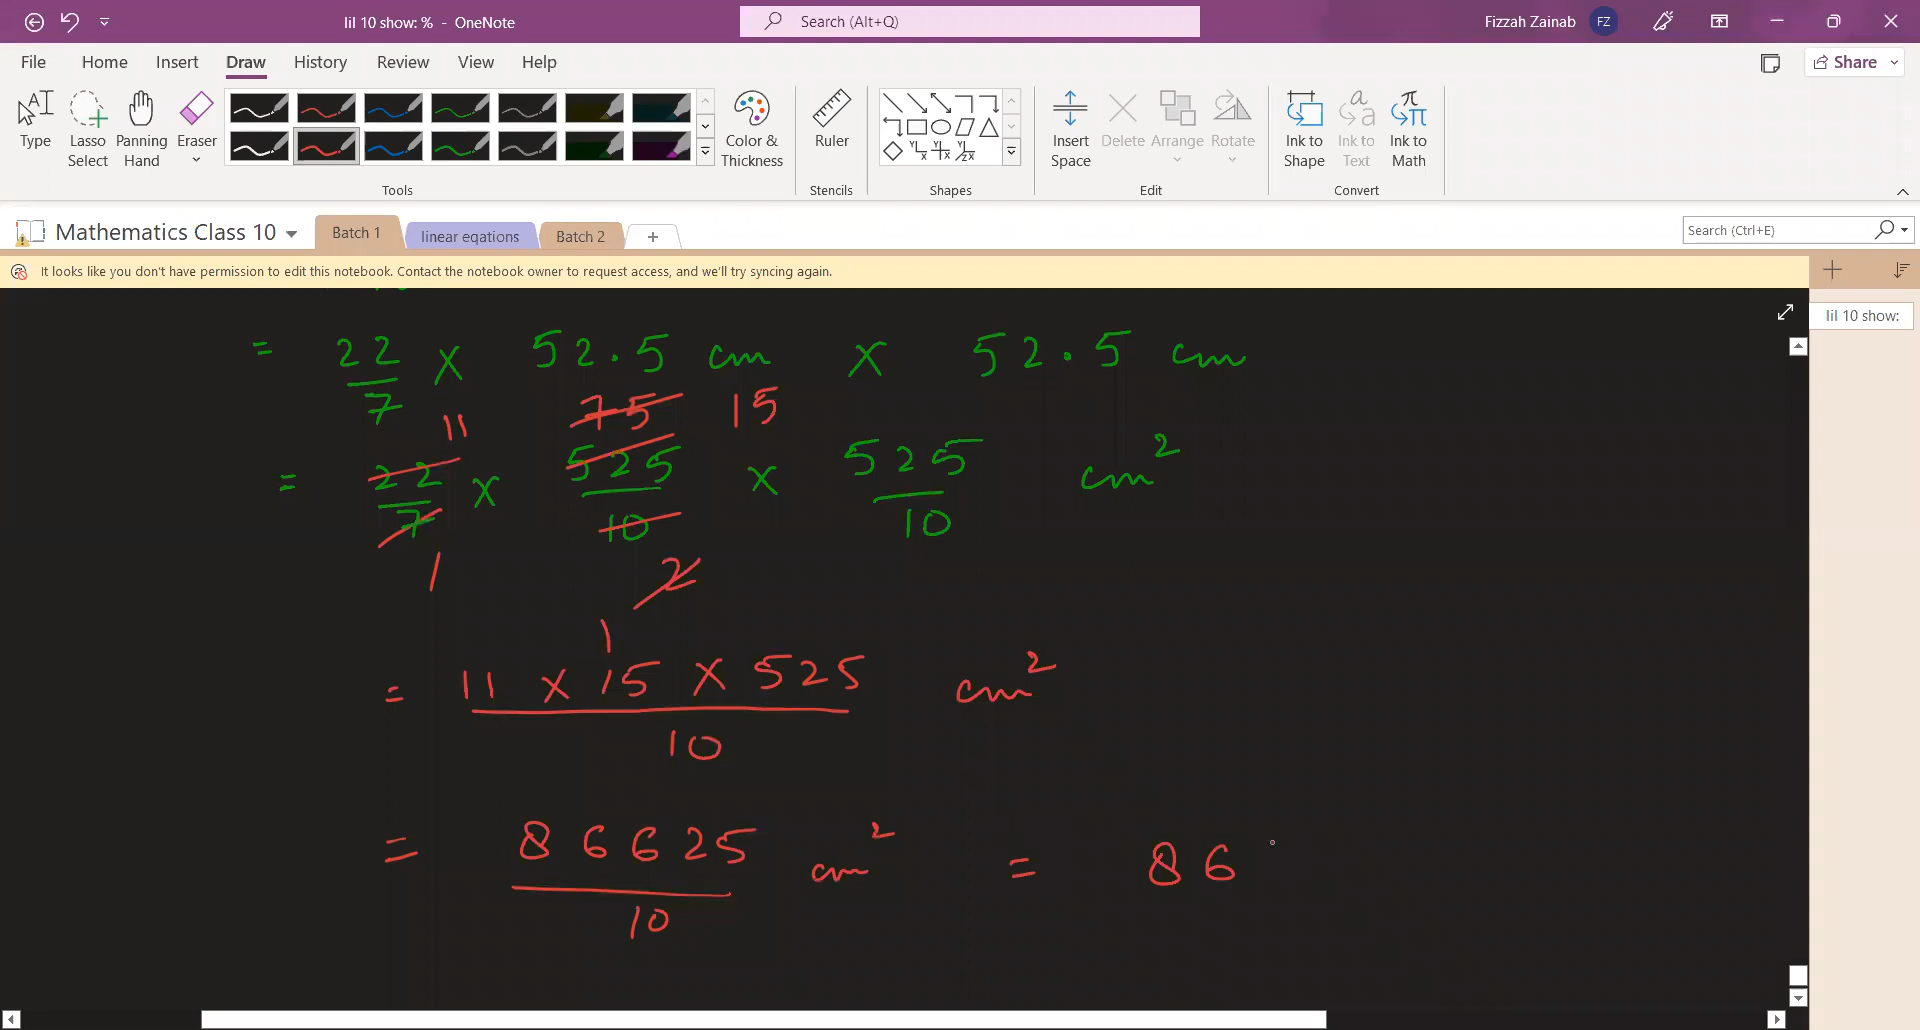 lil 10 show: % - OneNote
Search (Alt+Q)
Fizzah Zainab
FZ
File Home Insert Draw History Review View Help
Share
Type
Lasso Select
Panning Hand
Eraser
Color & Thickness
Ruler
Insert Space
Delete
Arrange
Rotate
Ink to Shape
Ink to Text
Ink to Math
Tools
Stencils
Shapes
Edit
Convert
Mathematics Class 10
Batch 1
linear eqations
Batch 2
Search (Ctrl+E)
It looks like you don't have permission to edit this notebook. Contact the notebook owner to request access, and we'll try syncing again.
lil 10 show:
= 22/7 X 52.5 cm X 52.5 cm
11 75 15
= 22/7 X 525/10 X 525/10 cm²
1 2
1
= 11 X 15 X 525 / 10 cm²
= 86625/10 cm² = 86